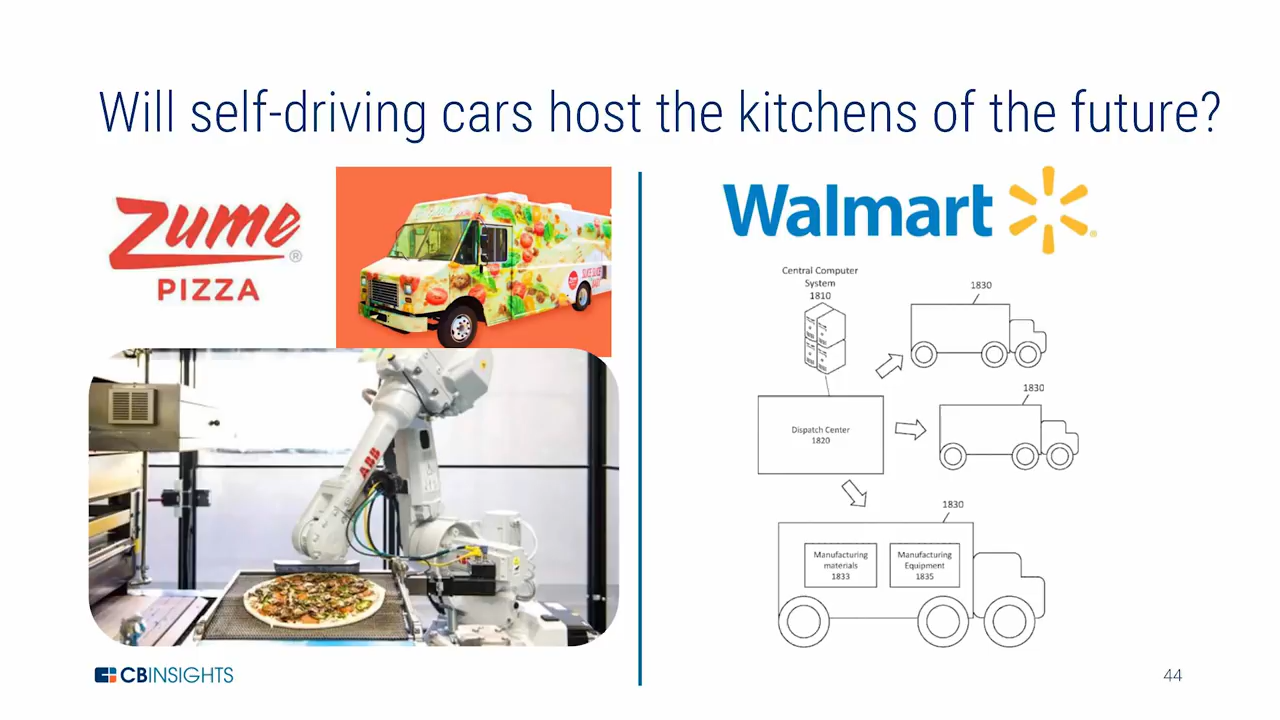 Will self-driving cars host the kitchens of the future?
Zume
®
PIZZA
ABB
Walmart
Central Computer
System
1810
1830
1830
Dispatch Center
1820
1830
Manufacturing
materials
1833
Manufacturing
Equipment
1835
CBINSIGHTS
44